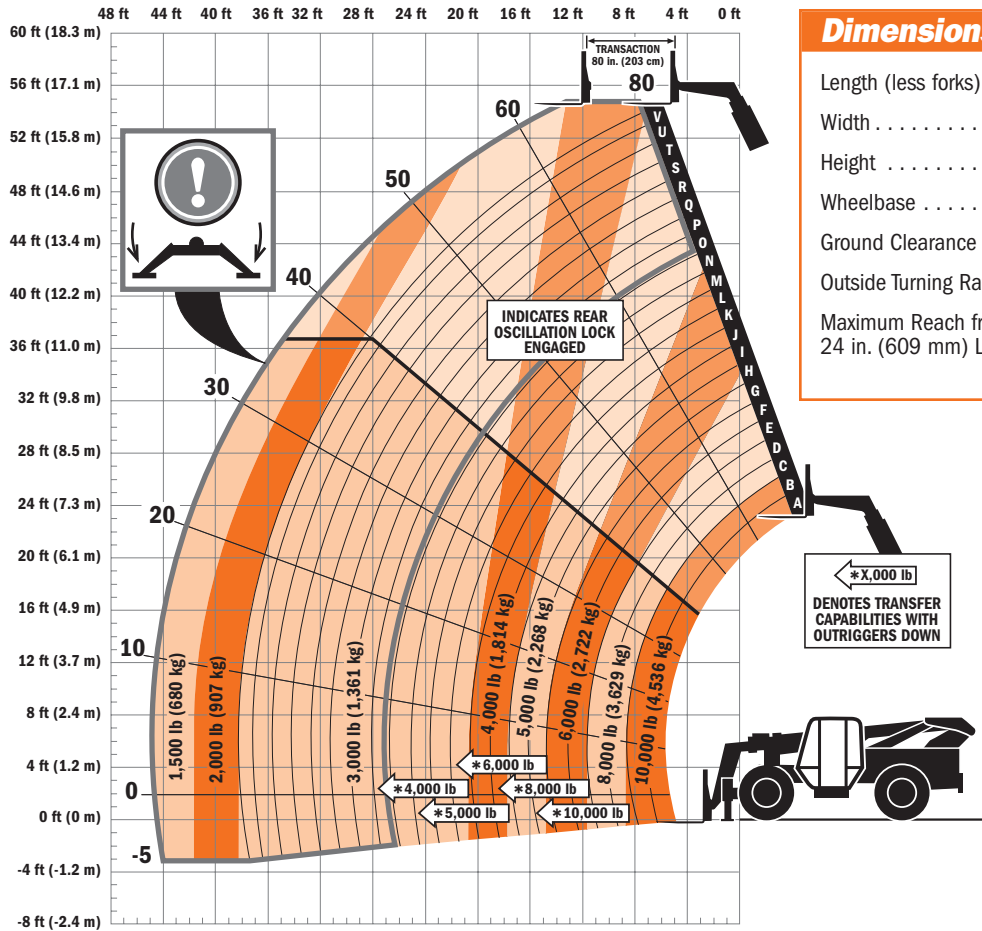 48 ft 44 ft 40 ft 36 ft 32 ft 28 ft 24 ft 20 ft 16 ft 12 ft 8 ft 4 ft 0 ft
60 ft (18.3 m)
56 ft (17.1 m)
52 ft (15.8 m)
48 ft (14.6 m)
44 ft (13.4 m)
40 ft (12.2 m)
36 ft (11.0 m)
32 ft (9.8 m)
28 ft (8.5 m)
24 ft (7.3 m)
20 ft (6.1 m)
16 ft (4.9 m)
12 ft (3.7 m)
8 ft (2.4 m)
4 ft (1.2 m)
0 ft (0 m)
-4 ft (-1.2 m)
-8 ft (-2.4 m)
TRANSACTION
80 in. (203 cm)
80
60
50
40
30
20
10
0
-5
!
V
U
T
S
R
Q
P
O
N
M
L
K
J
I
H
G
F
E
D
C
B
A
INDICATES REAR
OSCILLATION LOCK
ENGAGED
1,500 lb (680 kg)
2,000 lb (907 kg)
3,000 lb (1,361 kg)
4,000 lb (1,814 kg)
5,000 lb (2,268 kg)
6,000 lb (2,722 kg)
8,000 lb (3,629 kg)
10,000 lb (4,536 kg)
*6,000 lb
*4,000 lb
*8,000 lb
*5,000 lb
*10,000 lb
*X,000 lb
DENOTES TRANSFER
CAPABILITIES WITH
OUTRIGGERS DOWN
Dimensions
Length (less forks)
Width . . . . . . . . .
Height . . . . . . . .
Wheelbase . . . . .
Ground Clearance
Outside Turning Ra
Maximum Reach fr
24 in. (609 mm) L